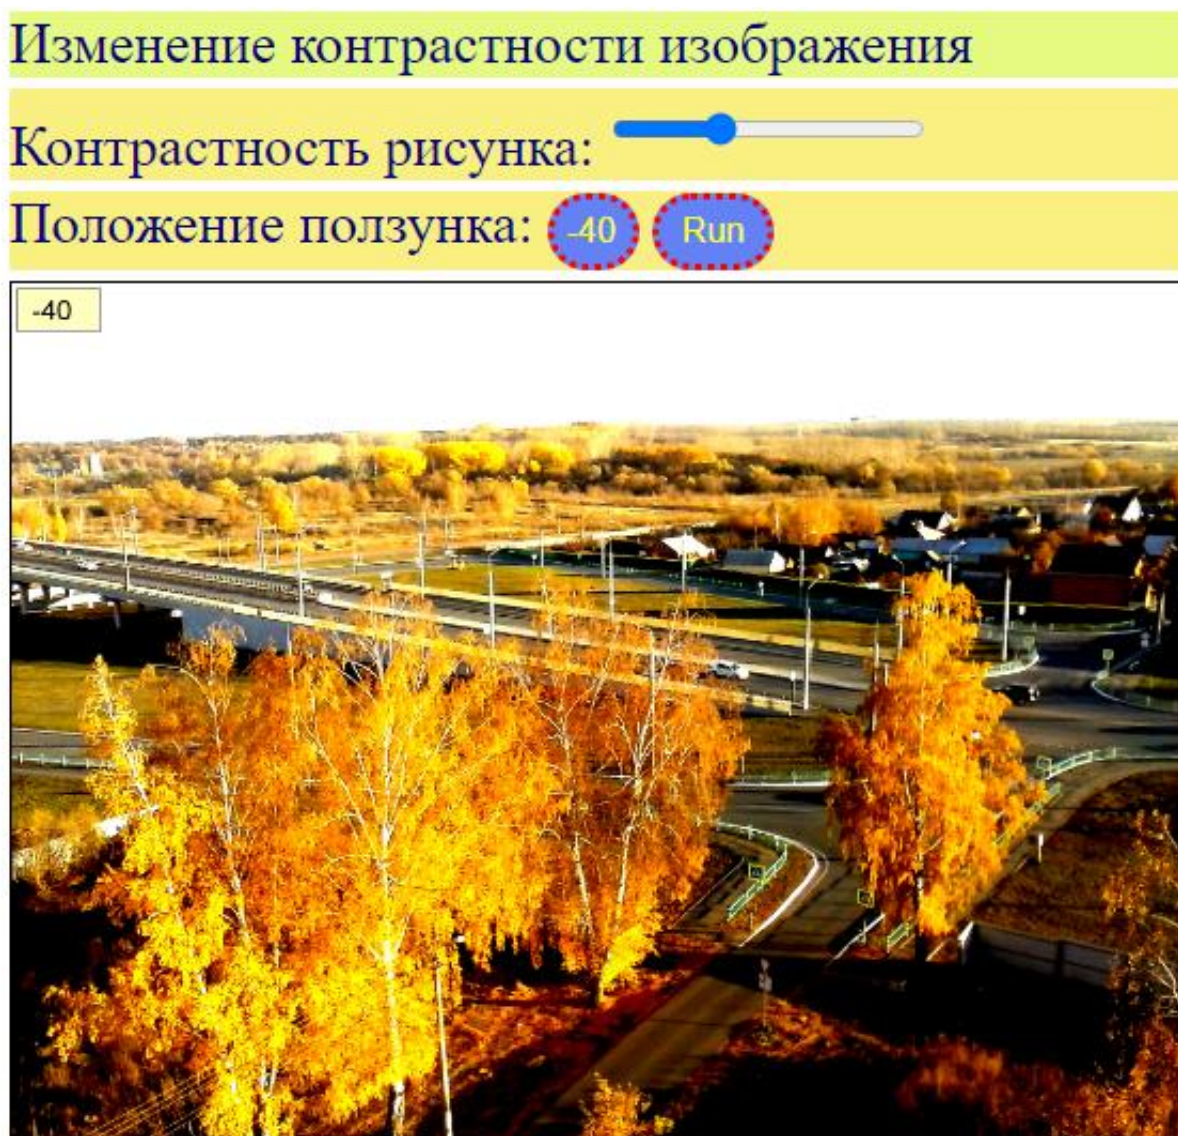 Изменение контрастности изображения
Контрастность рисунка:
Положение ползунка: -40 Run
-40